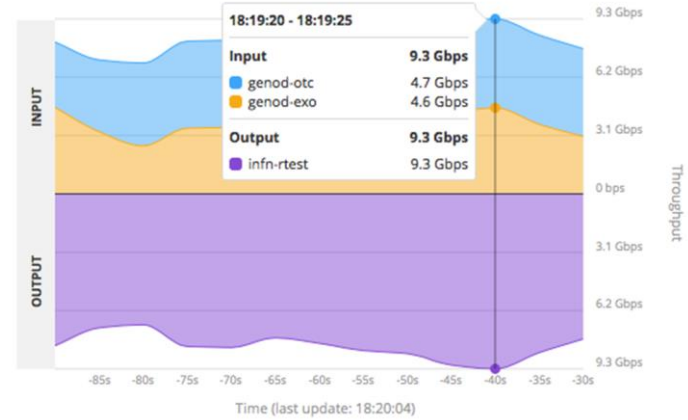 9.3 Gbps
18:19:20 - 18:19:25
Input 9.3 Gbps
genod-otc 4.7 Gbps
genod-exo 4.6 Gbps
Output 9.3 Gbps
infn-rtest 9.3 Gbps
INPUT
OUTPUT
6.2 Gbps
3.1 Gbps
0 bps
3.1 Gbps
6.2 Gbps
9.3 Gbps
Throughput
-85s -80s -75s -70s -65s -60s -55s -50s -45s -40s -35s -30s
Time (last update: 18:20:04)